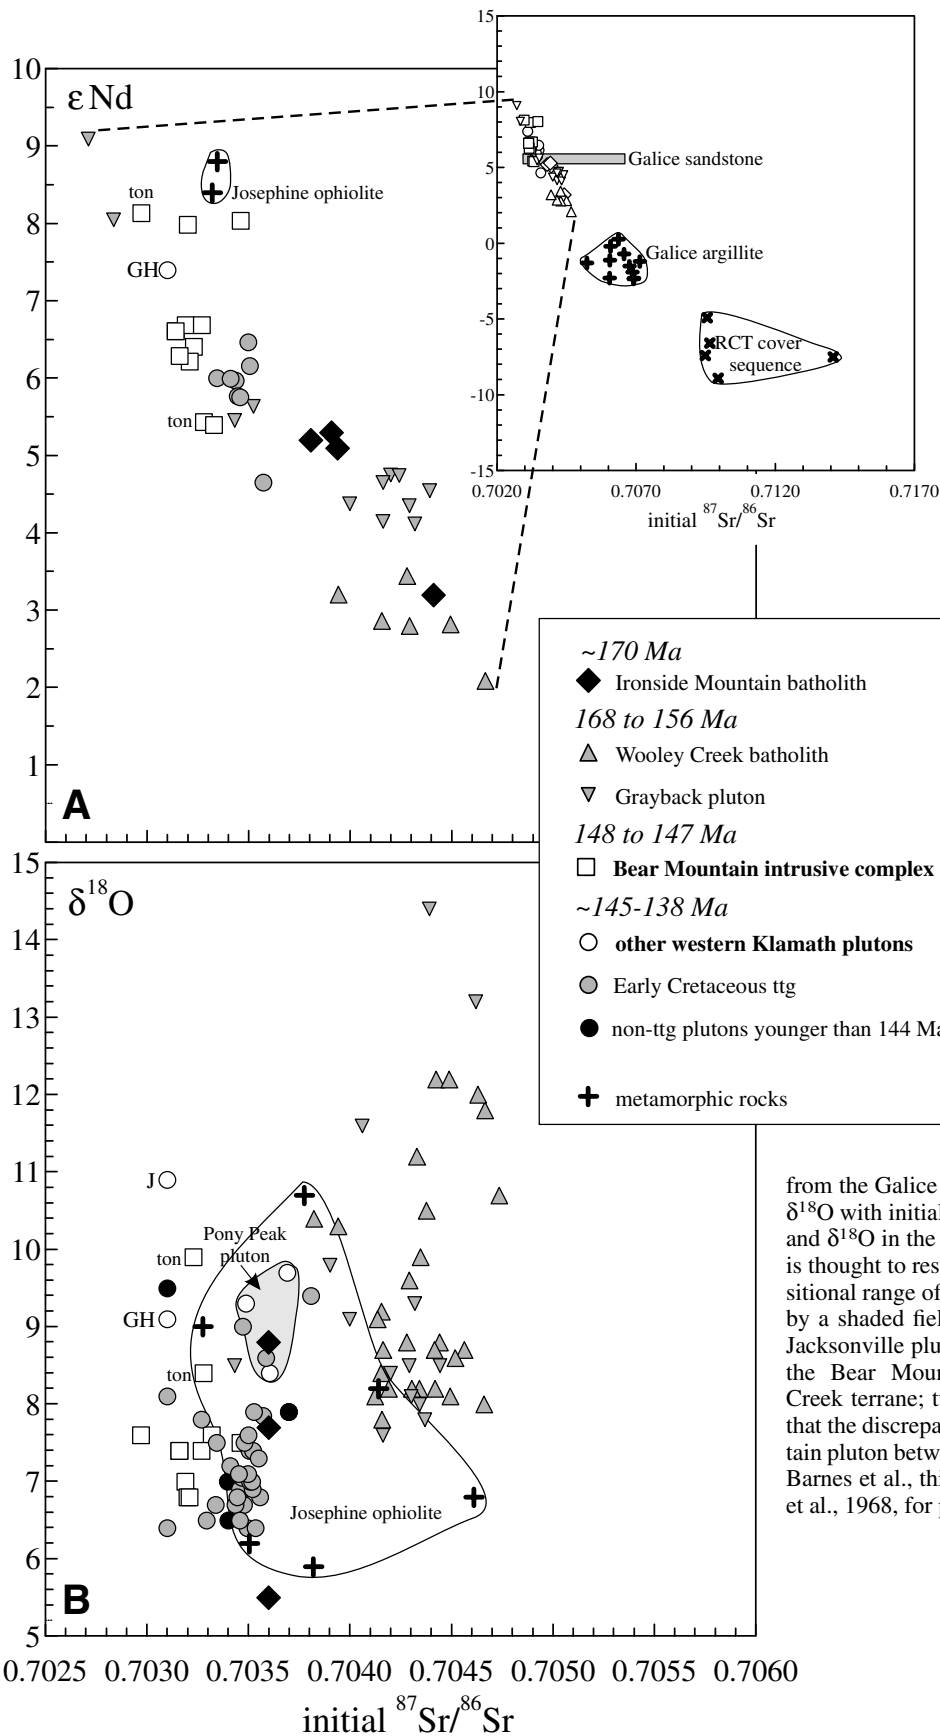 15
10
5
0
-5
-10
-15
0.702
0.707
0.712
0.717
initial ⁸⁷Sr/⁸⁶Sr
Galice sandstone
Galice argillite
RCT cover
sequence
10
9
8
7
6
5
4
3
2
1
εNd
ton
Josephine ophiolite
GH
ton
A
~170 Ma
Ironside Mountain batholith
168 to 156 Ma
Wooley Creek batholith
Grayback pluton
148 to 147 Ma
Bear Mountain intrusive complex
~145-138 Ma
other western Klamath plutons
Early Cretaceous ttg
non-ttg plutons younger than 144 Ma
metamorphic rocks
15
14
13
12
11
10
9
8
7
6
5
δ¹⁸O
J
Pony Peak
pluton
ton
GH
ton
Josephine ophiolite
B
0.7025
0.7030
0.7035
0.7040
0.7045
0.7050
0.7055
0.7060
initial ⁸⁷Sr/⁸⁶Sr
from the Galice
δ¹⁸O with initial
and δ¹⁸O in the
is thought to res
sitional range of
by a shaded fiel
Jacksonville plu
the Bear Moun
Creek terrane; t
that the discrepa
tain pluton betw
Barnes et al., thi
et al., 1968, for